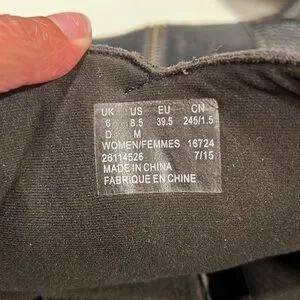 UK US EU CN
6 8.5 39.5 245/1.5
D M
WOMEN/FEMMES 16724
26114526 7/15
MADE IN CHINA
FABRIQUÉ EN CHINE